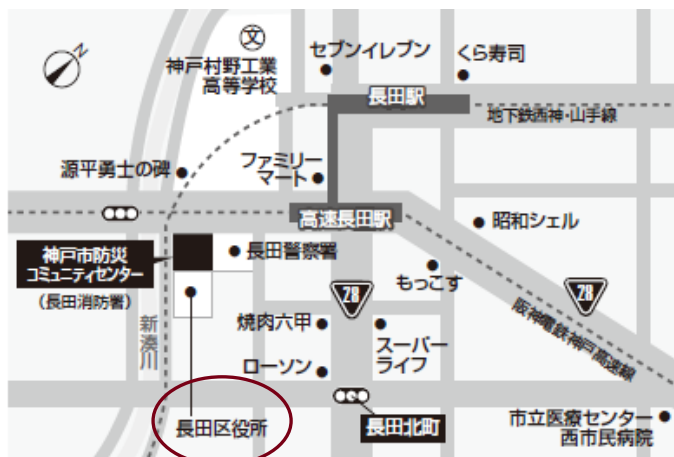 N
文
神戸村野工業
高等学校
セブンイレブン
くら寿司
長田駅
地下鉄西神・山手線
源平勇士の碑
ファミリー
マート
高速長田駅
昭和シェル
神戸市防災
コミュニティセンター
(長田消防署)
長田警察署
28
もっこす
28
阪神電鉄神戸高速線
新湊川
焼肉六甲
スーパー
ライフ
ローソン
長田区役所
長田北町
市立医療センター
西市民病院